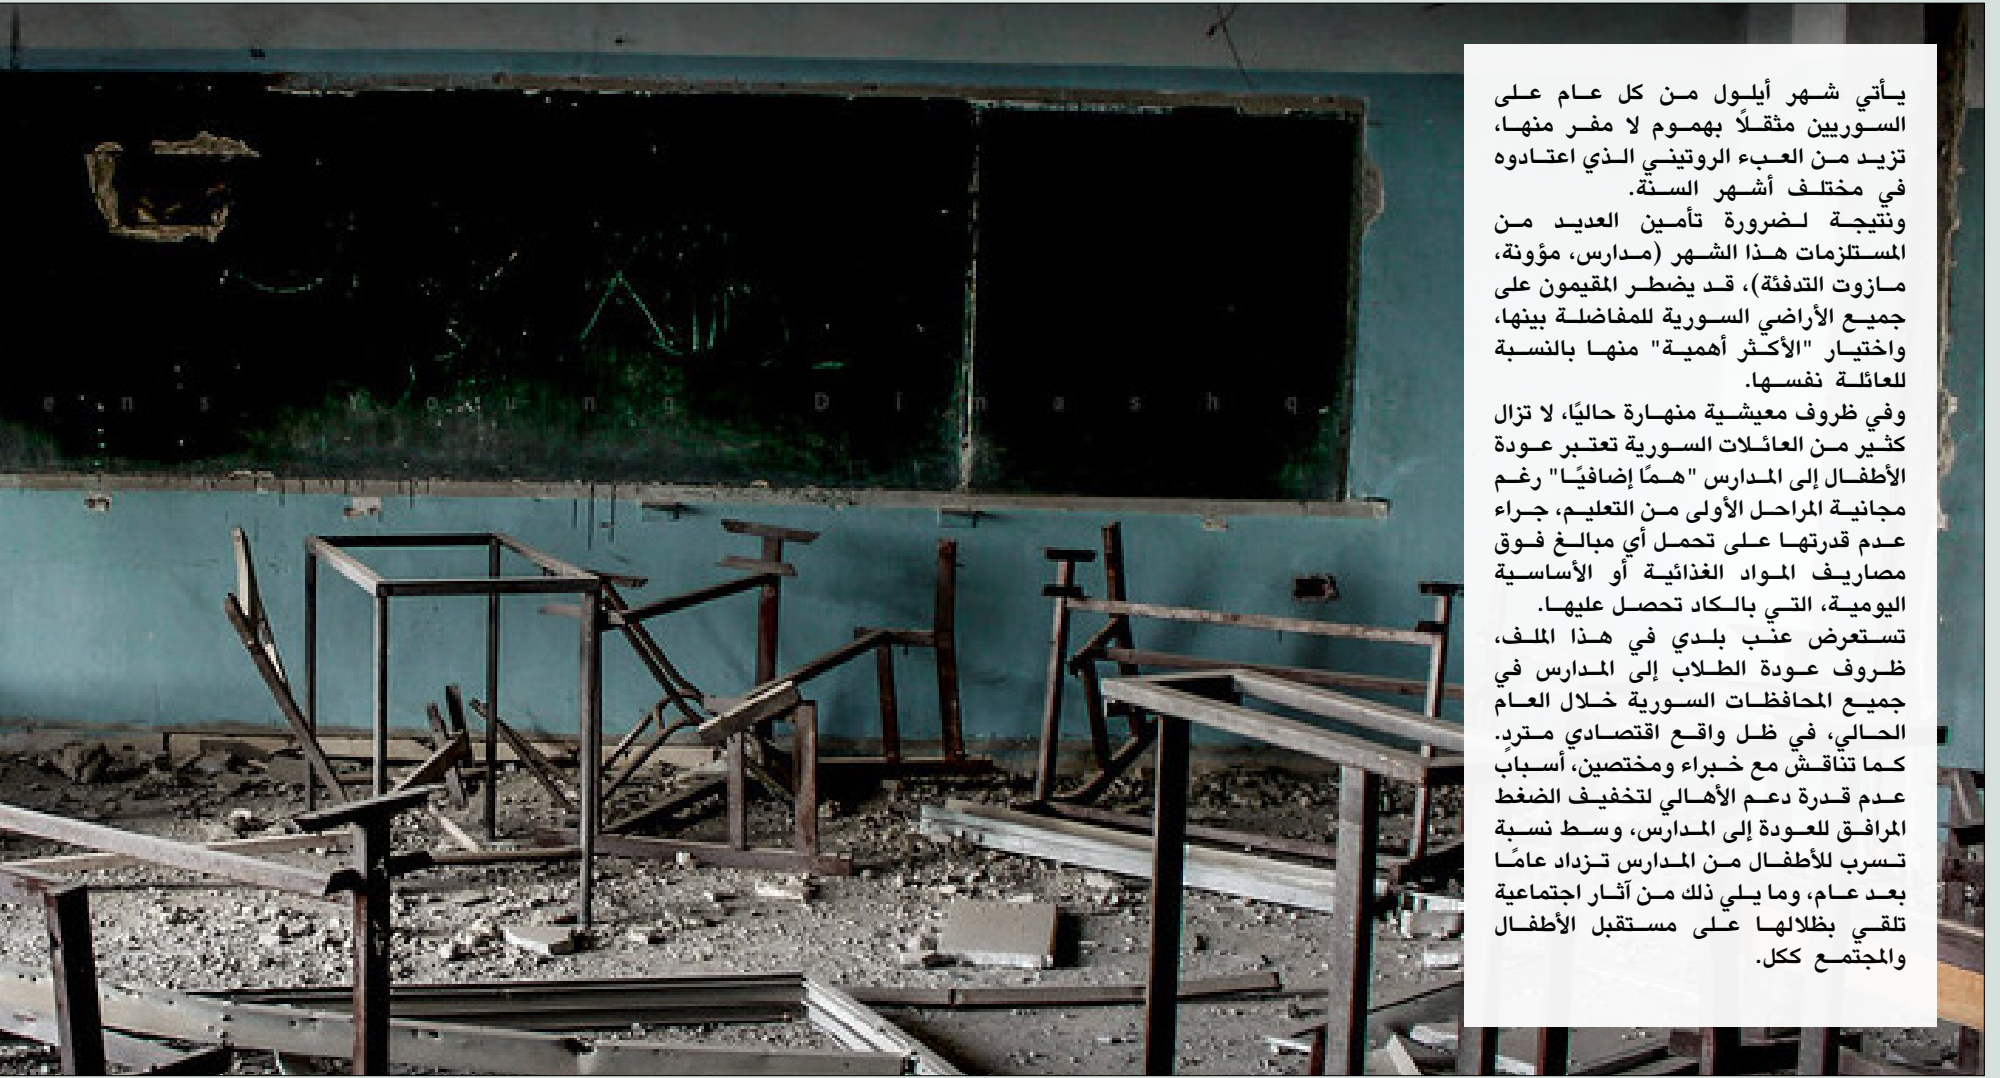 يأتي شهر أيلول من كل عام على
السوريين مثقلًا بهموم لا مفر منها،
تزيد من العبء الروتيني الذي اعتادوه
في مختلف أشهر السنة.
ونتيجة لضرورة تأمين العديد من
المستلزمات هذا الشهر (مدارس، مؤونة،
مازوت التدفئة)، قد يضطر المقيمون على
جميع الأراضي السورية للمفاضلة بينها،
واختيار "الأكثر أهمية" منها بالنسبة
للعائلة نفسها.
وفي ظروف معيشية منهارة حاليًا، لا تزال
كثير من العائلات السورية تعتبر عودة
الأطفال إلى المدارس "همًا إضافيًا" رغم
مجانية المراحل الأولى من التعليم، جراء
عدم قدرتها على تحمل أي مبالغ فوق
مصاريف المواد الغذائية أو الأساسية
اليومية، التي بالكاد تحصل عليها.
تستعرض عنب بلدي في هذا الملف،
ظروف عودة الطلاب إلى المدارس في
جميع المحافظات السورية خلال العام
الحالي، في ظل واقع اقتصادي متردٍ.
كما تناقش مع خبراء ومختصين، أسباب
عدم قدرة دعم الأهالي لتخفيف الضغط
المرافق للعودة إلى المدارس، وسط نسبة
تسرب للأطفال من المدارس تزداد عامًا
بعد عام، وما يلي ذلك من آثار اجتماعية
تلقي بظلالها على مستقبل الأطفال
والمجتمع ككل.
ens Young Dimashq